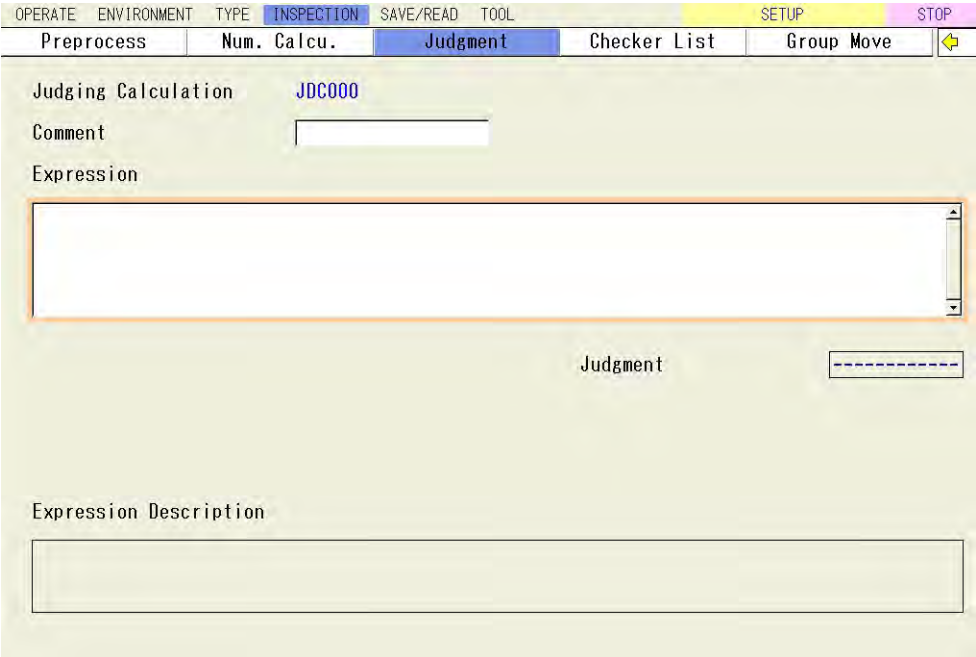 OPERATE ENVIRONMENT TYPE INSPECTION SAVE/READ TOOL SETUP STOP
Preprocess Num. Calcu. Judgment Checker List Group Move
Judging Calculation JDC000
Comment
Expression
Judgment ------------
Expression Description